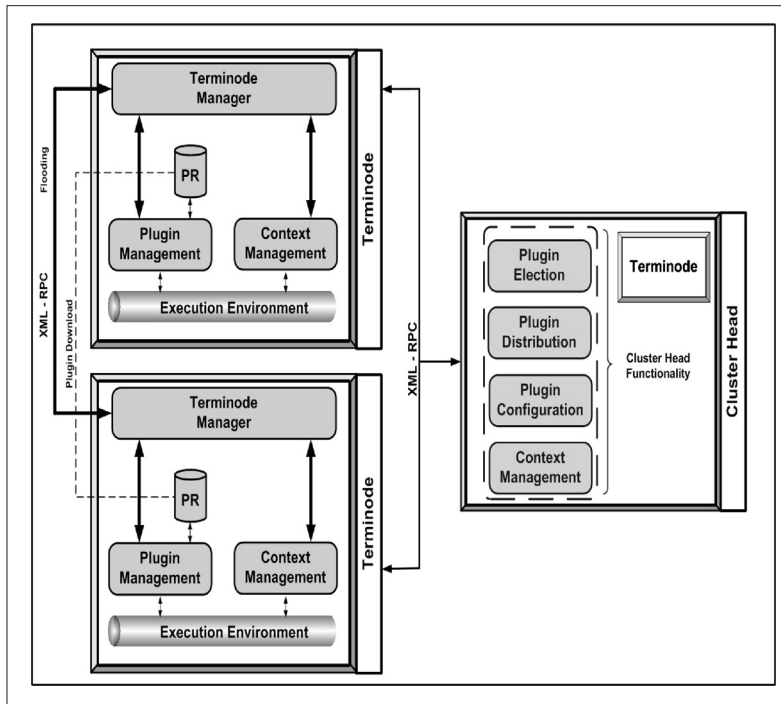 Terminode
Manager
PR
Plugin
Management
Context
Management
Execution Environment
Terminode
Flooding
XML - RPC
Plugin Download
Terminode
Manager
PR
Plugin
Management
Context
Management
Execution Environment
Terminode
XML - RPC
Plugin
Election
Plugin
Distribution
Plugin
Configuration
Context
Management
Terminode
Cluster Head
Functionality
Cluster Head